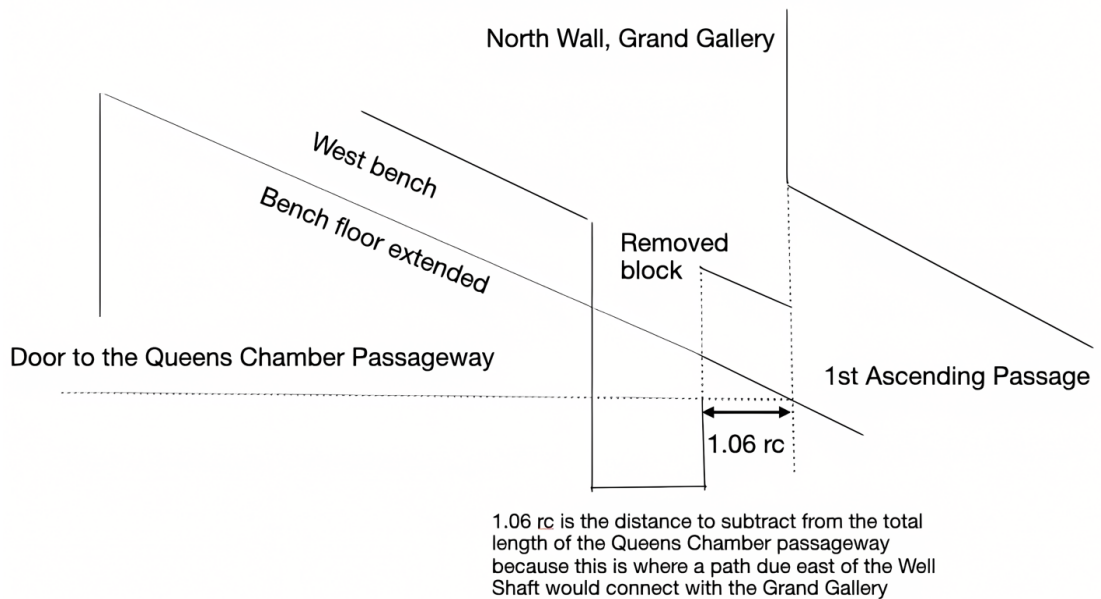 North Wall, Grand Gallery
West bench
Bench floor extended
Removed
block
Door to the Queens Chamber Passageway
1st Ascending Passage
1.06 rc
1.06 rc is the distance to subtract from the total
length of the Queens Chamber passageway
because this is where a path due east of the Well
Shaft would connect with the Grand Gallery